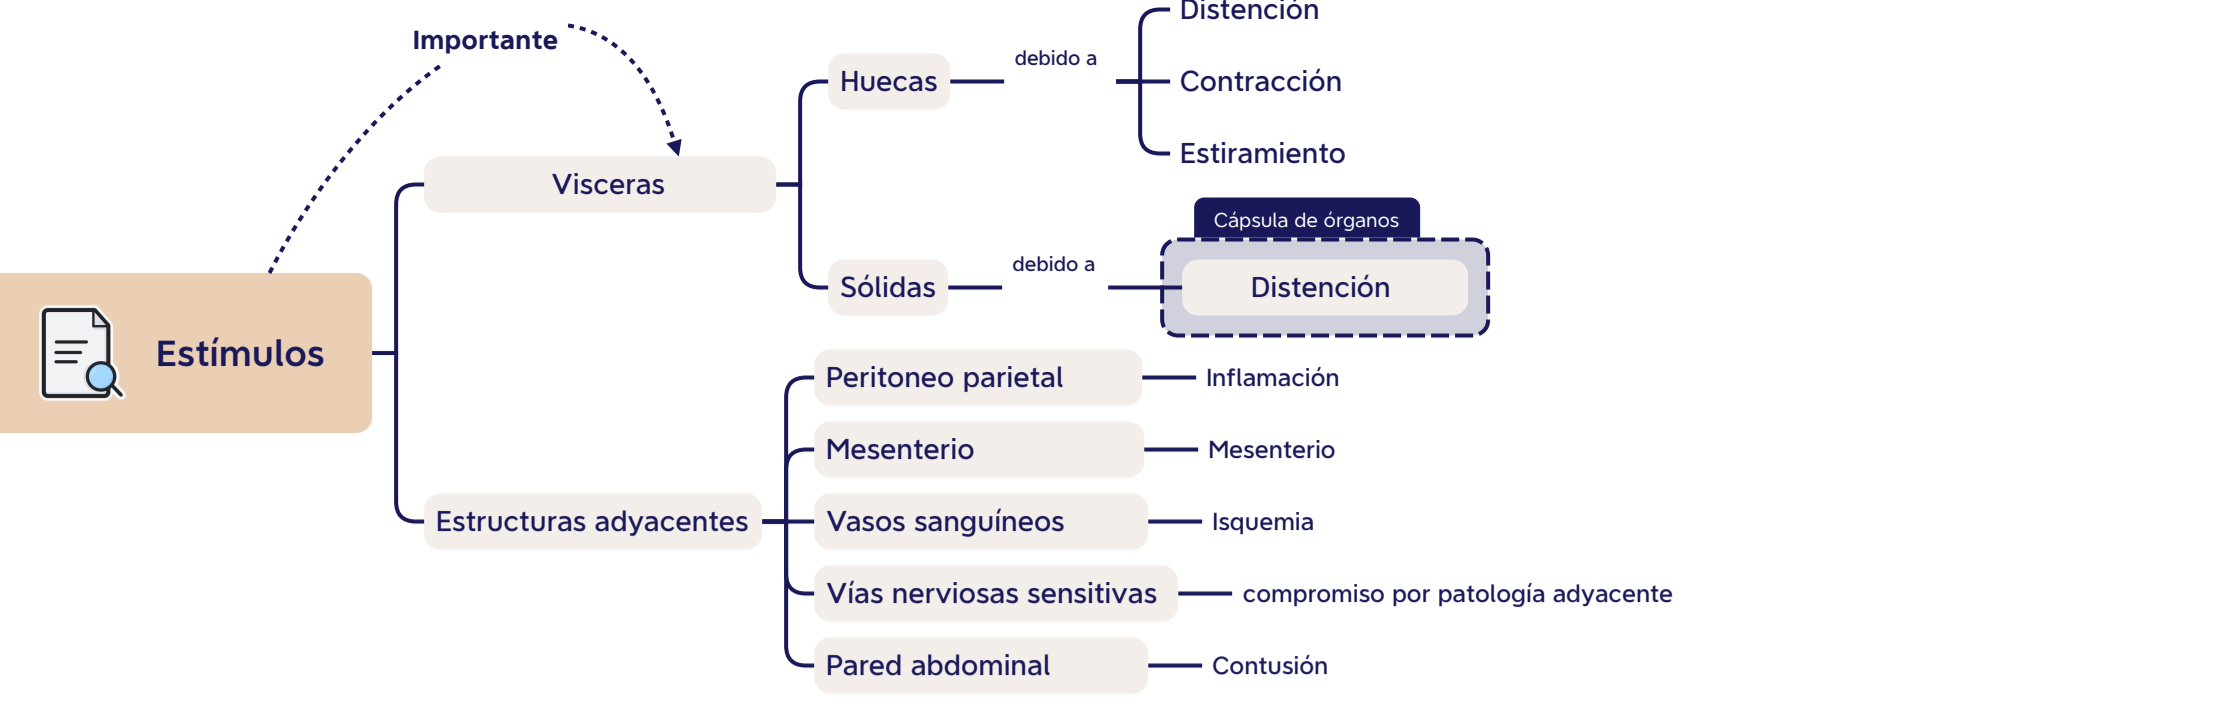 Importante
Estímulos
Visceras
Huecas
debido a
Distención
Contracción
Estiramiento
Sólidas
debido a
Cápsula de órganos
Distención
Estructuras adyacentes
Peritoneo parietal
Inflamación
Mesenterio
Mesenterio
Vasos sanguíneos
Isquemia
Vías nerviosas sensitivas
compromiso por patología adyacente
Pared abdominal
Contusión